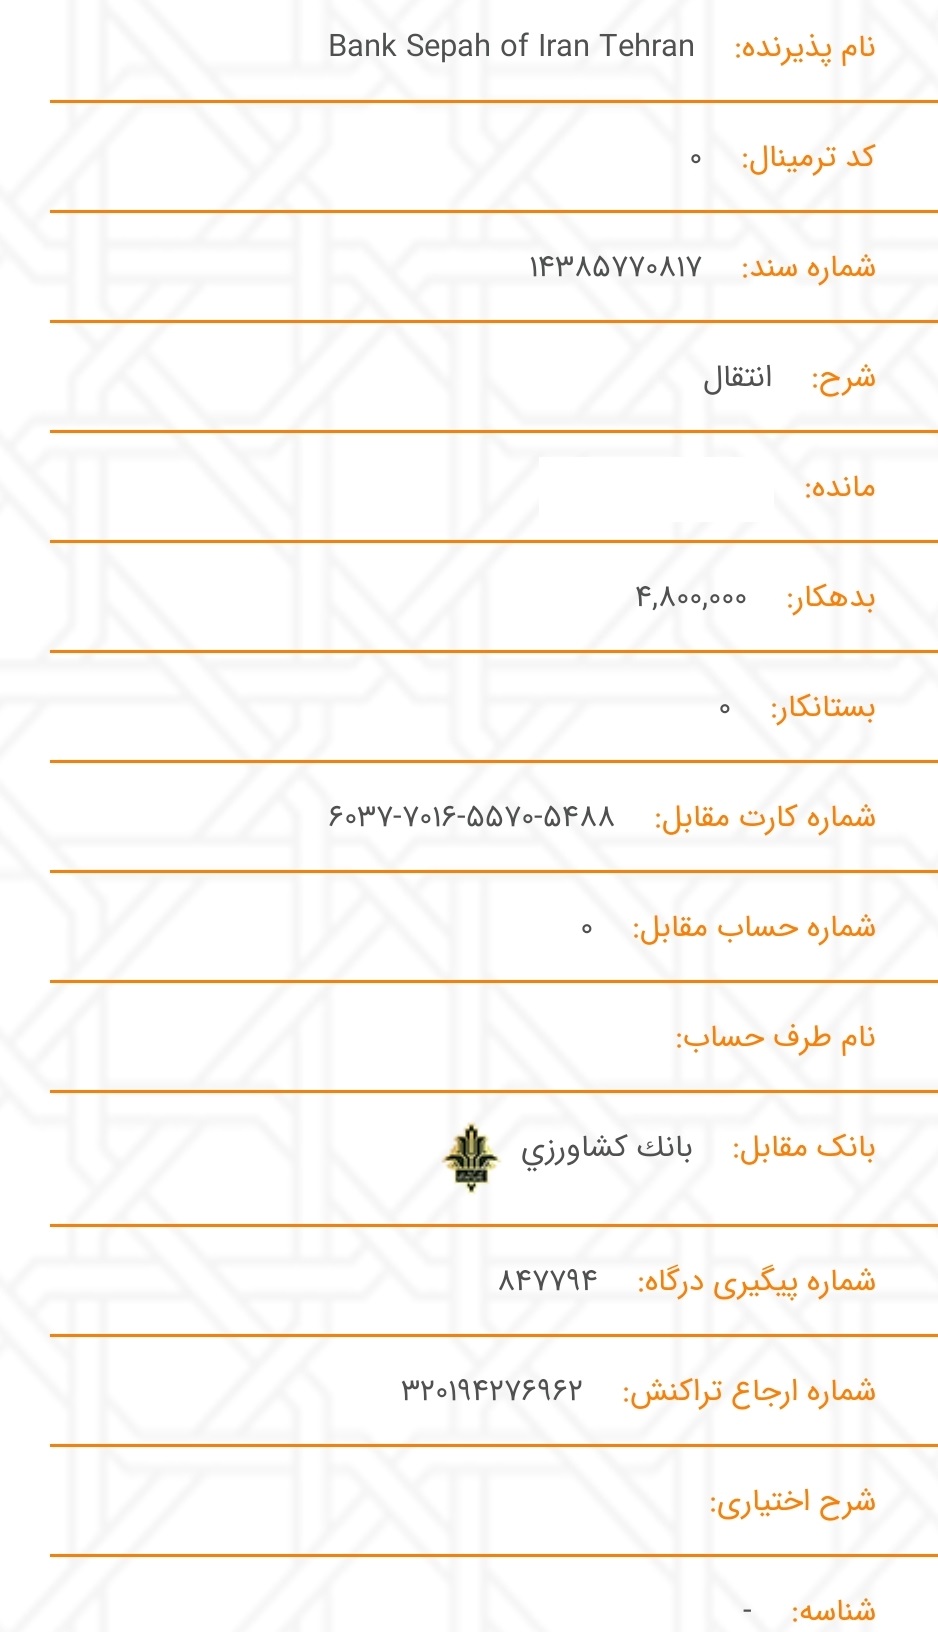 نام پذیرنده: Bank Sepah of Iran Tehran
کد ترمینال: ۰
شماره سند: ۱۴۳۸۵۷۷۰۸۱۷
شرح: انتقال
مانده:
بدهکار: ۴,۸۰۰,۰۰۰
بستانکار: ۰
شماره کارت مقابل: ۶۰۳۷-۷۰۱۶-۵۵۷۰-۵۴۸۸
شماره حساب مقابل: ۰
نام طرف حساب:
بانک مقابل: بانك كشاورزي
شماره پیگیری درگاه: ۸۴۷۷۹۴
شماره ارجاع تراکنش: ۳۲۰۱۹۴۲۷۶۹۶۲
شرح اختیاری:
شناسه: -